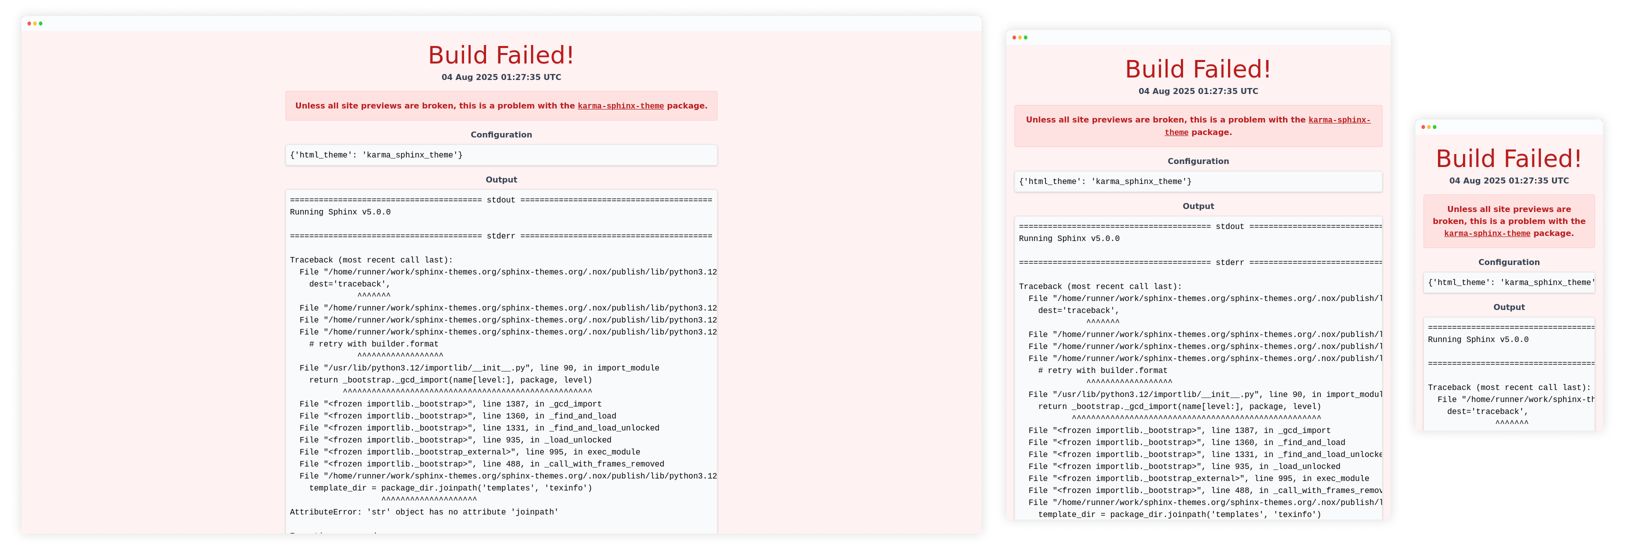 Build Failed!
04 Aug 2025 01:27:35 UTC
Unless all site previews are broken, this is a problem with the karma-sphinx-theme package.
Configuration
{'html_theme': 'karma_sphinx_theme'}
Output
======================================== stdout ========================================
Running Sphinx v5.0.0
======================================== stderr ========================================
Traceback (most recent call last):
  File "/home/runner/work/sphinx-themes.org/sphinx-themes.org/.nox/publish/lib/python3.12
    dest='traceback',
              ^^^^^^^
  File "/home/runner/work/sphinx-themes.org/sphinx-themes.org/.nox/publish/lib/python3.12
  File "/home/runner/work/sphinx-themes.org/sphinx-themes.org/.nox/publish/lib/python3.12
  File "/home/runner/work/sphinx-themes.org/sphinx-themes.org/.nox/publish/lib/python3.12
    # retry with builder.format
              ^^^^^^^^^^^^^^^^^^
  File "/usr/lib/python3.12/importlib/__init__.py", line 90, in import_module
    return _bootstrap._gcd_import(name[level:], package, level)
           ^^^^^^^^^^^^^^^^^^^^^^^^^^^^^^^^^^^^^^^^^^^^^^^^^^^^
  File "<frozen importlib._bootstrap>", line 1387, in _gcd_import
  File "<frozen importlib._bootstrap>", line 1360, in _find_and_load
  File "<frozen importlib._bootstrap>", line 1331, in _find_and_load_unlocked
  File "<frozen importlib._bootstrap>", line 935, in _load_unlocked
  File "<frozen importlib._bootstrap_external>", line 995, in exec_module
  File "<frozen importlib._bootstrap>", line 488, in _call_with_frames_removed
  File "/home/runner/work/sphinx-themes.org/sphinx-themes.org/.nox/publish/lib/python3.12
    template_dir = package_dir.joinpath('templates', 'texinfo')
                   ^^^^^^^^^^^^^^^^^^^^
AttributeError: 'str' object has no attribute 'joinpath'
Build Failed!
04 Aug 2025 01:27:35 UTC
Unless all site previews are broken, this is a problem with the karma-sphinx-
theme package.
Configuration
{'html_theme': 'karma_sphinx_theme'}
Output
======================================== stdout ============================
Running Sphinx v5.0.0
======================================== stderr ============================
Traceback (most recent call last):
  File "/home/runner/work/sphinx-themes.org/sphinx-themes.org/.nox/publish/l
    dest='traceback',
              ^^^^^^^
  File "/home/runner/work/sphinx-themes.org/sphinx-themes.org/.nox/publish/l
  File "/home/runner/work/sphinx-themes.org/sphinx-themes.org/.nox/publish/l
  File "/home/runner/work/sphinx-themes.org/sphinx-themes.org/.nox/publish/l
    # retry with builder.format
              ^^^^^^^^^^^^^^^^^^
  File "/usr/lib/python3.12/importlib/__init__.py", line 90, in import_modul
    return _bootstrap._gcd_import(name[level:], package, level)
           ^^^^^^^^^^^^^^^^^^^^^^^^^^^^^^^^^^^^^^^^^^^^^^^^^^^^
  File "<frozen importlib._bootstrap>", line 1387, in _gcd_import
  File "<frozen importlib._bootstrap>", line 1360, in _find_and_load
  File "<frozen importlib._bootstrap>", line 1331, in _find_and_load_unlocke
  File "<frozen importlib._bootstrap>", line 935, in _load_unlocked
  File "<frozen importlib._bootstrap_external>", line 995, in exec_module
  File "<frozen importlib._bootstrap>", line 488, in _call_with_frames_remov
  File "/home/runner/work/sphinx-themes.org/sphinx-themes.org/.nox/publish/l
    template_dir = package_dir.joinpath('templates', 'texinfo')
Build Failed!
04 Aug 2025 01:27:35 UTC
Unless all site previews are
broken, this is a problem with the
karma-sphinx-theme package.
Configuration
{'html_theme': 'karma_sphinx_theme'
Output
===================================
Running Sphinx v5.0.0
===================================
Traceback (most recent call last):
  File "/home/runner/work/sphinx-th
    dest='traceback',
              ^^^^^^^